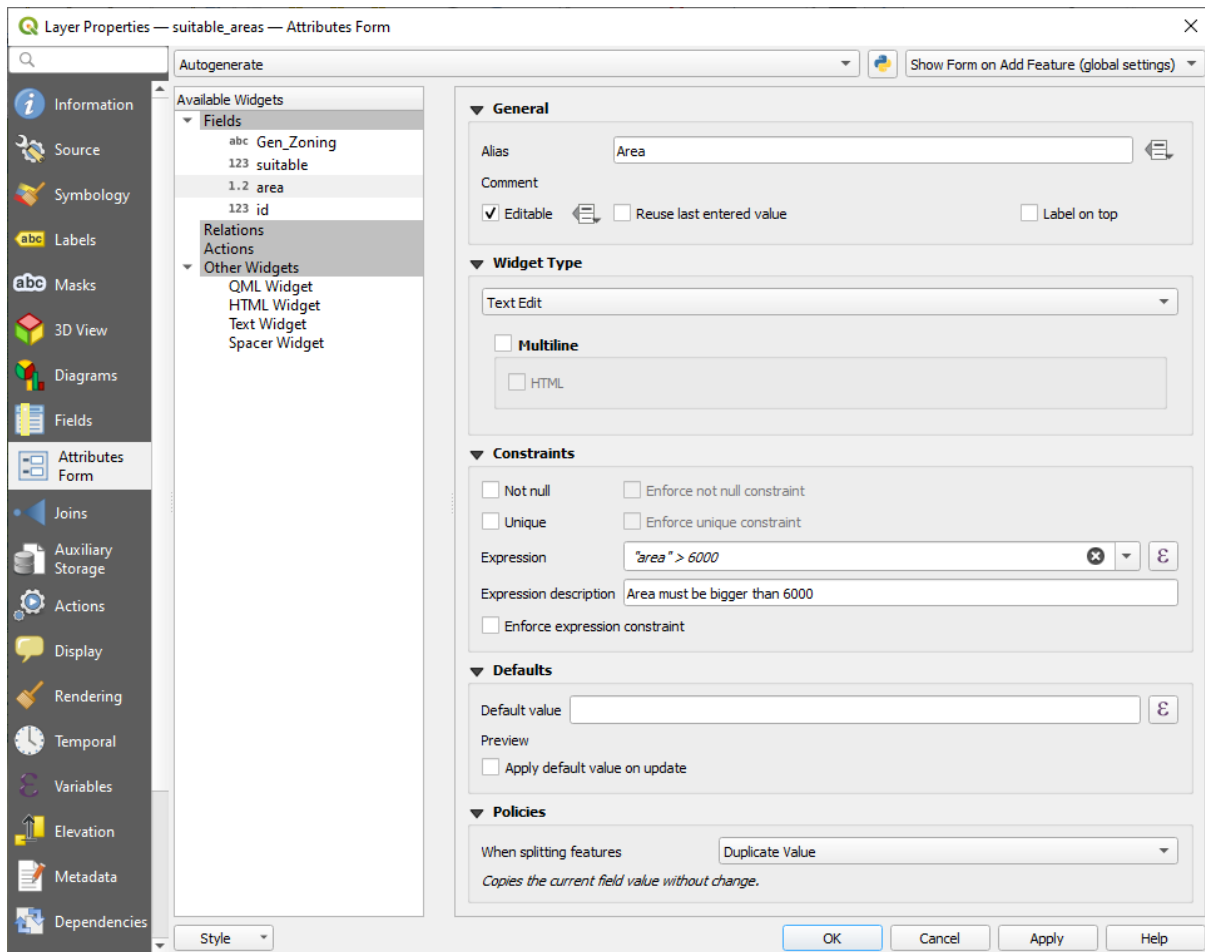 Layer Properties — suitable_areas — Attributes Form
Autogenerate
Show Form on Add Feature (global settings)
Information
Source
Symbology
abc Labels
abc Masks
3D View
Diagrams
Fields
Attributes
Form
Joins
Auxiliary
Storage
Actions
Display
Rendering
Temporal
Variables
Elevation
Metadata
Dependencies
Available Widgets
Fields
abc Gen_Zoning
123 suitable
1.2 area
123 id
Relations
Actions
Other Widgets
QML Widget
HTML Widget
Text Widget
Spacer Widget
Style
General
Alias Area
Comment
Editable Reuse last entered value Label on top
Widget Type
Text Edit
Multiline
HTML
Constraints
Not null Enforce not null constraint
Unique Enforce unique constraint
Expression "area" > 6000 ε
Expression description Area must be bigger than 6000
Enforce expression constraint
Defaults
Default value ε
Preview
Apply default value on update
Policies
When splitting features Duplicate Value
Copies the current field value without change.
OK Cancel Apply Help